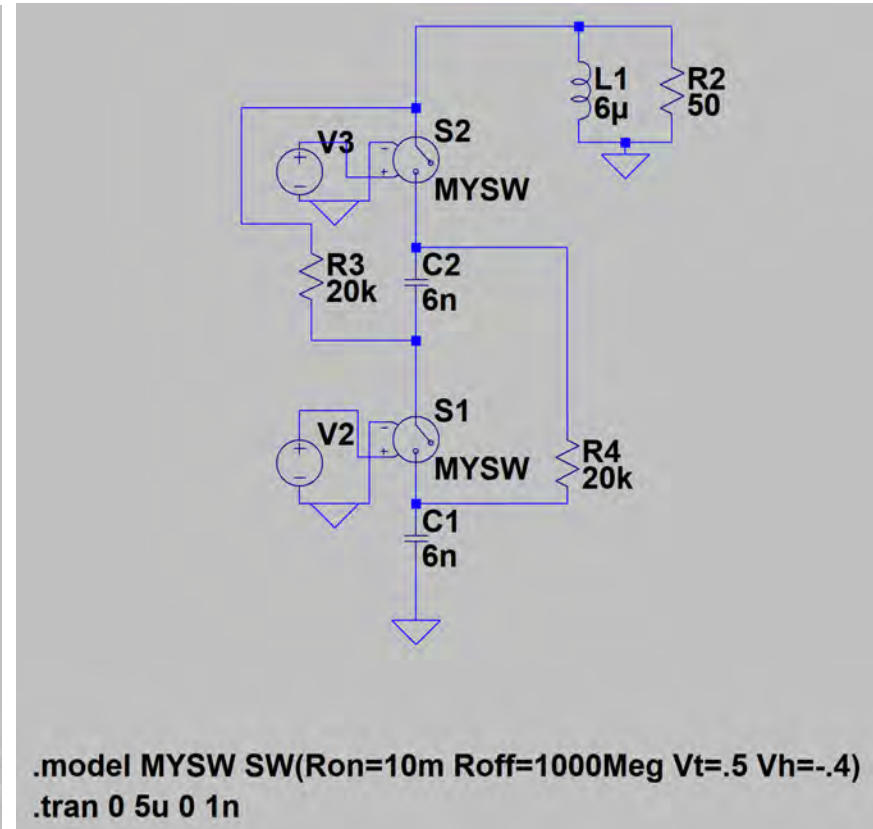 L1
6µ
R2
50
V3
+
−
−
+
S2
MYSW
R3
20k
C2
6n
V2
+
−
−
+
S1
MYSW
R4
20k
C1
6n
.model MYSW SW(Ron=10m Roff=1000Meg Vt=.5 Vh=-.4)
.tran 0 5u 0 1n